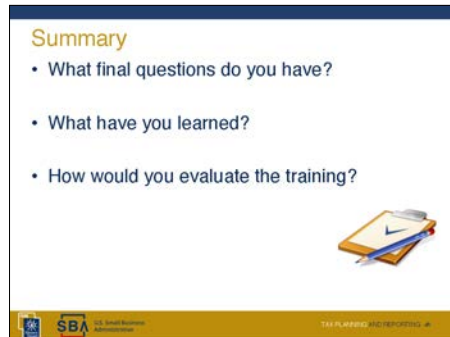 Summary
• What final questions do you have?
• What have you learned?
• How would you evaluate the training?
SBA U.S. Small Business
Administration
TAX PLANNING AND REPORTING